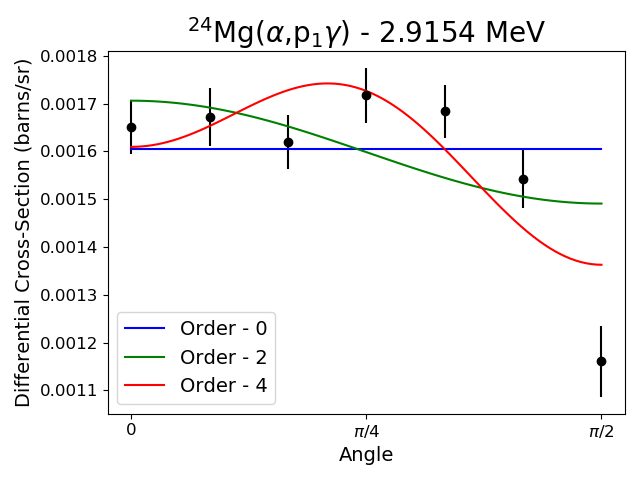 ²⁴Mg(α,p₁γ) - 2.9154 MeV
Differential Cross-Section (barns/sr)
0.0018
0.0017
0.0016
0.0015
0.0014
0.0013
0.0012
0.0011
Order - 0
Order - 2
Order - 4
0
π/4
π/2
Angle